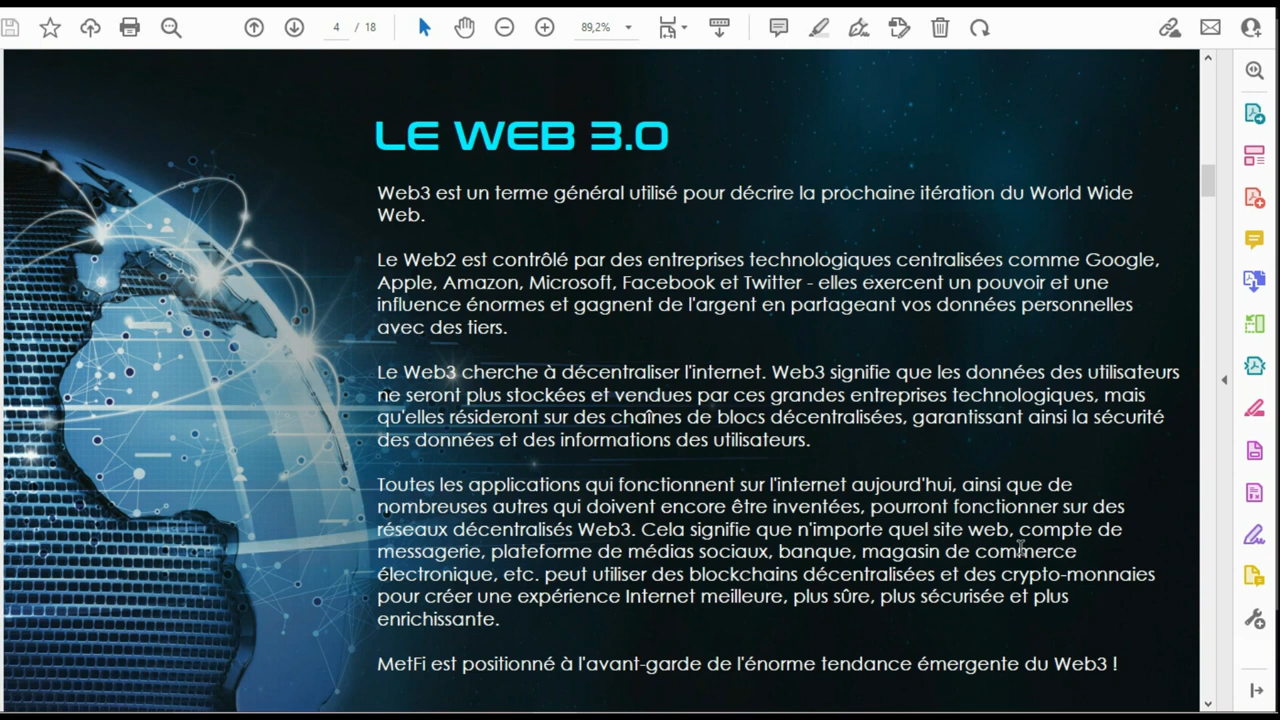 4 / 18
89,2%
LE WEB 3.0
Web3 est un terme général utilisé pour décrire la prochaine itération du World Wide
Web.
Le Web2 est contrôlé par des entreprises technologiques centralisées comme Google,
Apple, Amazon, Microsoft, Facebook et Twitter - elles exercent un pouvoir et une
influence énormes et gagnent de l'argent en partageant vos données personnelles
avec des tiers.
Le Web3 cherche à décentraliser l'internet. Web3 signifie que les données des utilisateurs
ne seront plus stockées et vendues par ces grandes entreprises technologiques, mais
qu'elles résideront sur des chaînes de blocs décentralisées, garantissant ainsi la sécurité
des données et des informations des utilisateurs.
Toutes les applications qui fonctionnent sur l'internet aujourd'hui, ainsi que de
nombreuses autres qui doivent encore être inventées, pourront fonctionner sur des
réseaux décentralisés Web3. Cela signifie que n'importe quel site web, compte de
messagerie, plateforme de médias sociaux, banque, magasin de commerce
électronique, etc. peut utiliser des blockchains décentralisées et des crypto-monnaies
pour créer une expérience Internet meilleure, plus sûre, plus sécurisée et plus
enrichissante.
MetFi est positionné à l'avant-garde de l'énorme tendance émergente du Web3 !